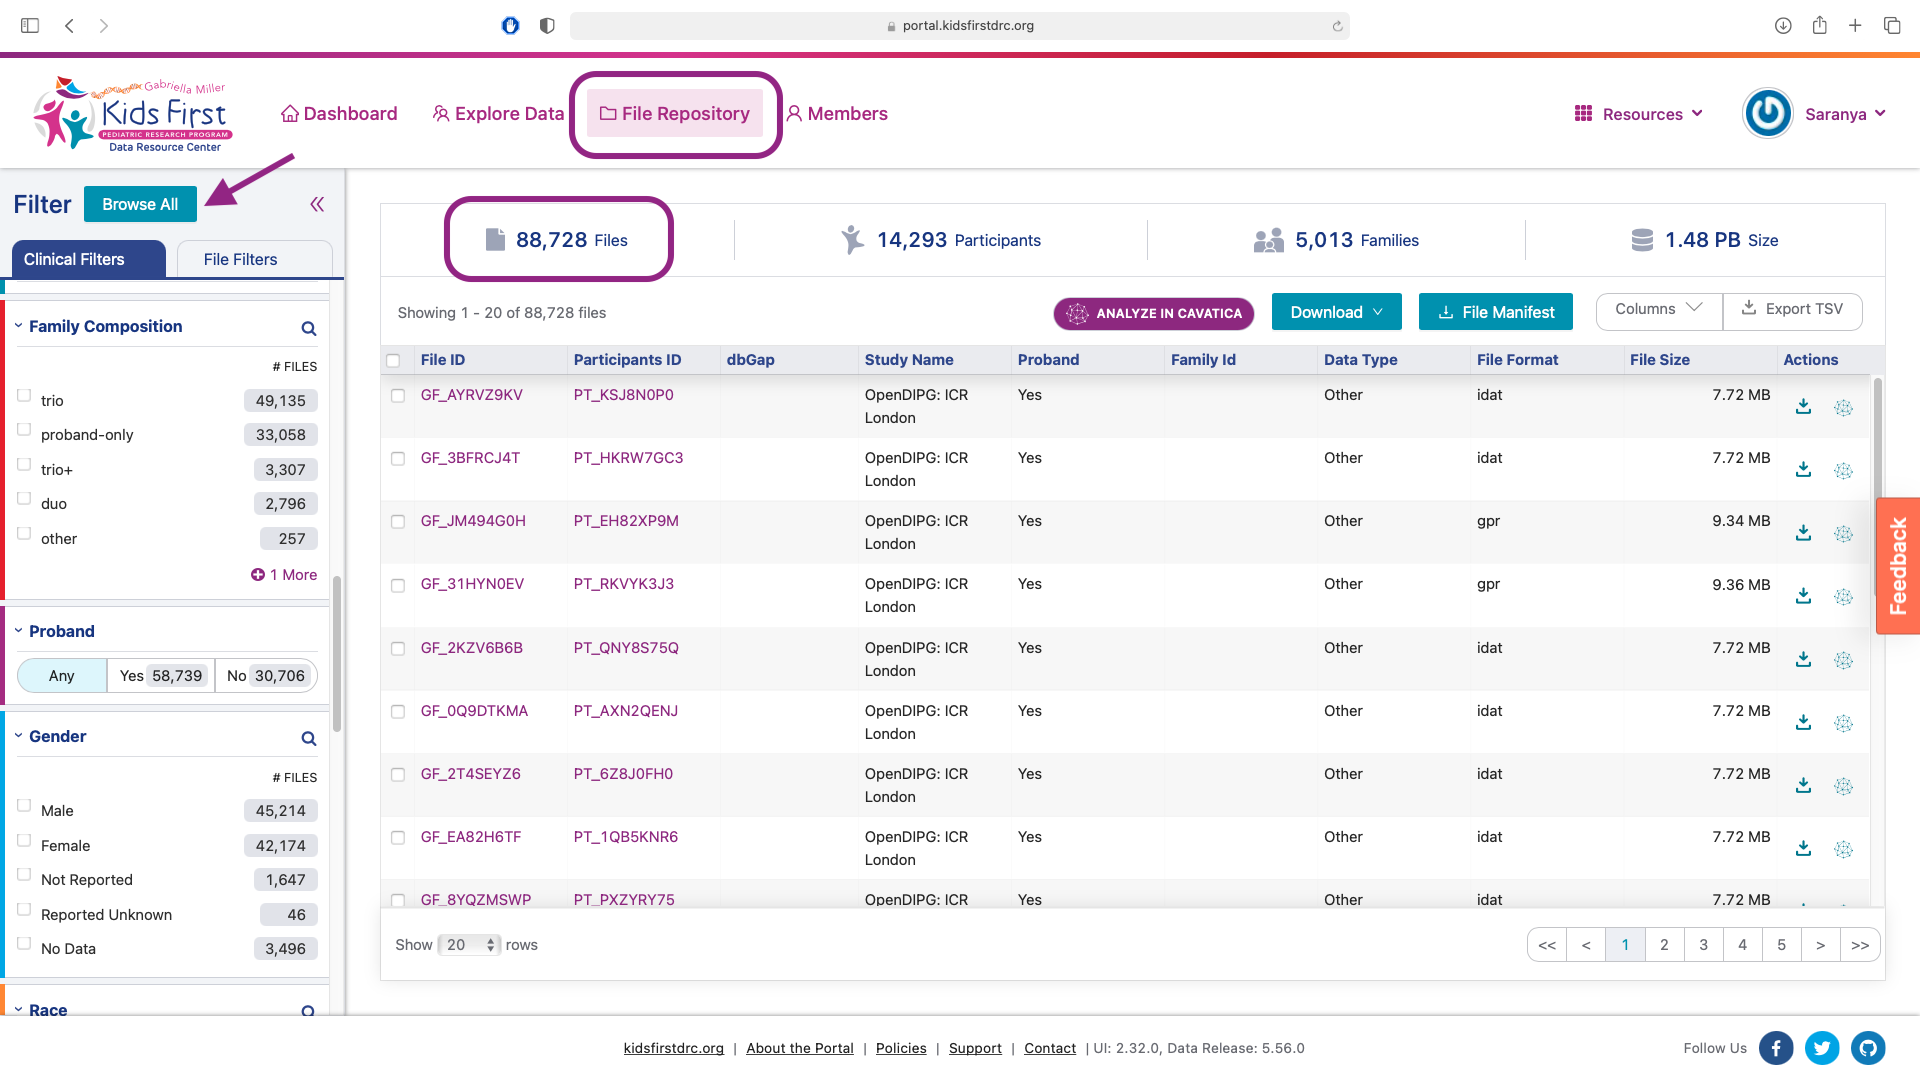 portal.kidsfirstdrc.org
Gabriella Miller
Kids First
PEDIATRIC RESEARCH PROGRAM
Data Resource Center
Dashboard
Explore Data
File Repository
Members
Resources
Saranya
Filter
Browse All
Clinical Filters
File Filters
Family Composition
# FILES
trio 49,135
proband-only 33,058
trio+ 3,307
duo 2,796
other 257
1 More
Proband
Any Yes 58,739 No 30,706
Gender
# FILES
Male 45,214
Female 42,174
Not Reported 1,647
Reported Unknown 46
No Data 3,496
Race
88,728 Files
14,293 Participants
5,013 Families
1.48 PB Size
Showing 1 - 20 of 88,728 files
ANALYZE IN CAVATICA
Download
File Manifest
Columns
Export TSV
File ID Participants ID dbGap Study Name Proband Family Id Data Type File Format File Size Actions
GF_AYRVZ9KV PT_KSJ8N0P0 OpenDIPG: ICR Yes Other idat 7.72 MB
London
GF_3BFRCJ4T PT_HKRW7GC3 OpenDIPG: ICR Yes Other idat 7.72 MB
London
GF_JM494G0H PT_EH82XP9M OpenDIPG: ICR Yes Other gpr 9.34 MB
London
GF_31HYN0EV PT_RKVYK3J3 OpenDIPG: ICR Yes Other gpr 9.36 MB
London
GF_2KZV6B6B PT_QNY8S75Q OpenDIPG: ICR Yes Other idat 7.72 MB
London
GF_0Q9DTKMA PT_AXN2QENJ OpenDIPG: ICR Yes Other idat 7.72 MB
London
GF_2T4SEYZ6 PT_6Z8J0FH0 OpenDIPG: ICR Yes Other idat 7.72 MB
London
GF_EA82H6TF PT_1QB5KNR6 OpenDIPG: ICR Yes Other idat 7.72 MB
London
GF_8YQZMSWP PT_PXZYRY75 OpenDIPG: ICR Yes Other idat 7.72 MB
Feedback
Show 20 rows
<< < 1 2 3 4 5 > >>
kidsfirstdrc.org | About the Portal | Policies | Support | Contact | UI: 2.32.0, Data Release: 5.56.0
Follow Us